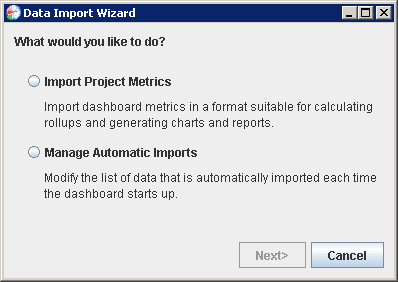 Data Import Wizard
What would you like to do?
Import Project Metrics
Import dashboard metrics in a format suitable for calculating
rollups and generating charts and reports.
Manage Automatic Imports
Modify the list of data that is automatically imported each time
the dashboard starts up.
Next> Cancel